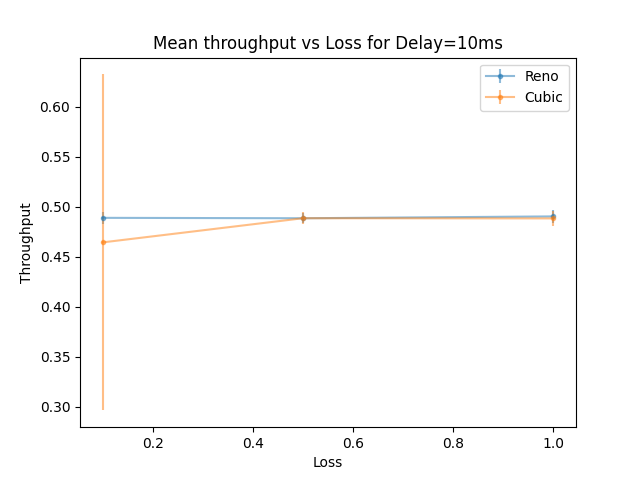 Mean throughput vs Loss for Delay=10ms
Reno
Cubic
0.60
0.55
0.50
0.45
0.40
0.35
0.30
Throughput
0.2 0.4 0.6 0.8 1.0
Loss